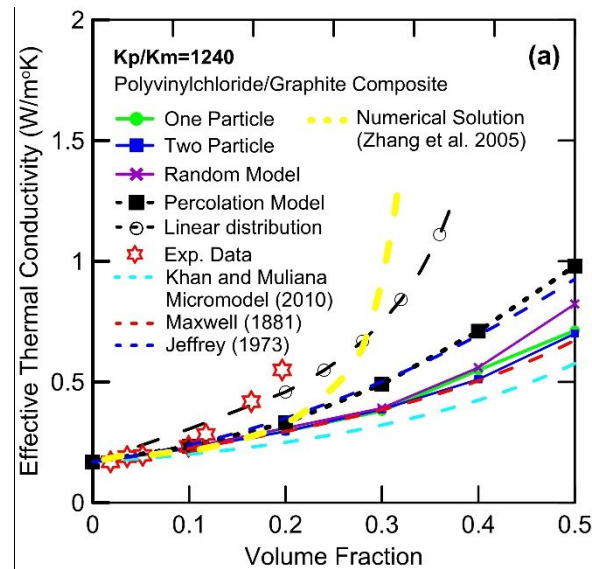 2
(a)
Kp/Km=1240
Polyvinylchloride/Graphite Composite
One Particle
Numerical Solution
(Zhang et al. 2005)
Two Particle
Random Model
Percolation Model
Linear distribution
Exp. Data
Khan and Muliana
Micromodel (2010)
Maxwell (1881)
Jeffrey (1973)
1.5
1
0.5
0
Effective Thermal Conductivity (W/m°K)
0 0.1 0.2 0.3 0.4 0.5
Volume Fraction